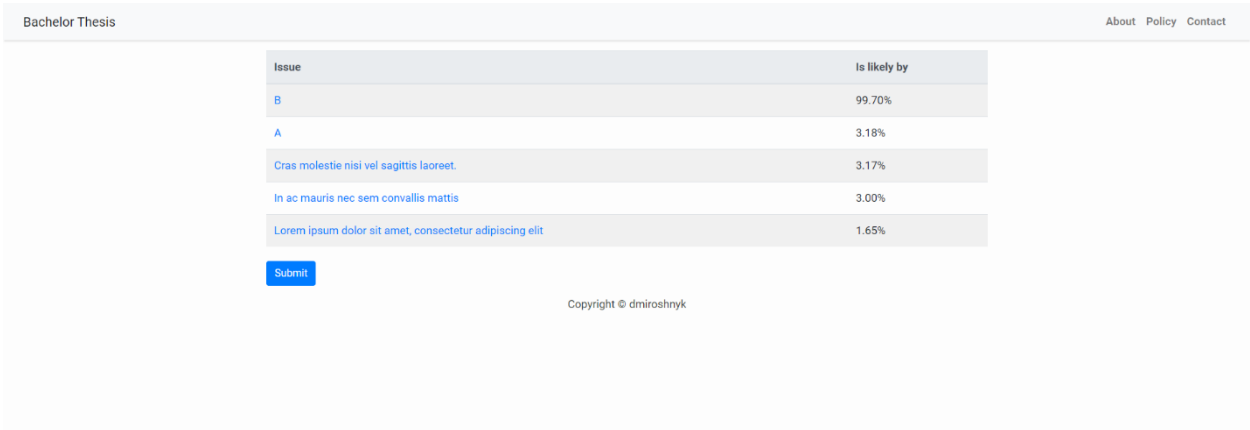 Bachelor Thesis About Policy Contact
Issue Is likely by
B 99.70%
A 3.18%
Cras molestie nisi vel sagittis laoreet. 3.17%
In ac mauris nec sem convallis mattis 3.00%
Lorem ipsum dolor sit amet, consectetur adipiscing elit 1.65%
Submit
Copyright © dmiroshnyk